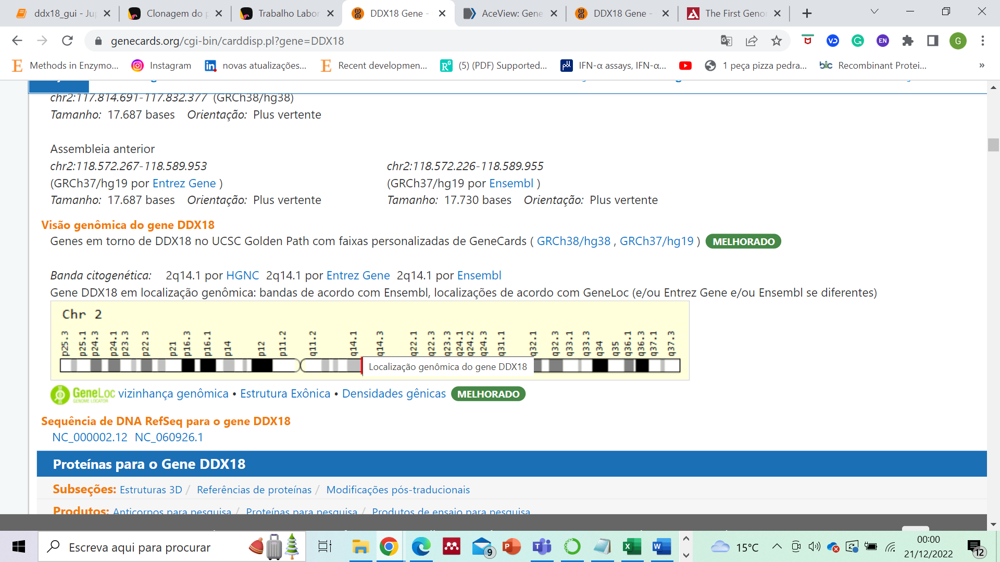 ddx18_gui - Jup
Clonagem do p
Trabalho Labor
DDX18 Gene -
AceView: Gene
DDX18 Gene -
The First Geno
genecards.org/cgi-bin/carddisp.pl?gene=DDX18
EN
G
Methods in Enzymo...
Instagram
novas atualizações...
Recent developmen...
(5) (PDF) Supported...
IFN-α assays, IFN-α...
1 peça pizza pedra...
Recombinant Protei...
»
chr2:117.814.691-117.832.377 (GRCh38/hg38)
Tamanho: 17.687 bases Orientação: Plus vertente
Assembleia anterior
chr2:118.572.267-118.589.953
chr2:118.572.226-118.589.955
(GRCh37/hg19 por Entrez Gene )
(GRCh37/hg19 por Ensembl )
Tamanho: 17.687 bases Orientação: Plus vertente
Tamanho: 17.730 bases Orientação: Plus vertente
Visão genômica do gene DDX18
Genes em torno de DDX18 no UCSC Golden Path com faixas personalizadas de GeneCards ( GRCh38/hg38 , GRCh37/hg19 ) MELHORADO
Banda citogenética: 2q14.1 por HGNC 2q14.1 por Entrez Gene 2q14.1 por Ensembl
Gene DDX18 em localização genômica: bandas de acordo com Ensembl, localizações de acordo com GeneLoc (e/ou Entrez Gene e/ou Ensembl se diferentes)
Chr 2
p25.3 p25.1 p24.3 p24.1 p23.3 p22.3 p21 p16.3 p16.1 p14 p12 p11.2 q11.2 q14.1 q14.3 q22.1 q22.3 q23.3 q24.1 q24.2 q24.3 q31.1 q32.1 q32.3 q33.1 q33.3 q34 q35 q36.1 q36.3 q37.1 q37.3
Localização genômica do gene DDX18
GeneLoc
GENOME LOCATOR
vizinhança genômica • Estrutura Exônica • Densidades gênicas MELHORADO
Sequência de DNA RefSeq para o gene DDX18
NC_000002.12 NC_060926.1
Proteínas para o Gene DDX18
Subseções: Estruturas 3D / Referências de proteínas / Modificações pós-traducionais
Produtos: Anticorpos para pesquisa / Proteínas para pesquisa / Produtos de ensaio para pesquisa
Escreva aqui para procurar
9
15°C
00:00
21/12/2022
12